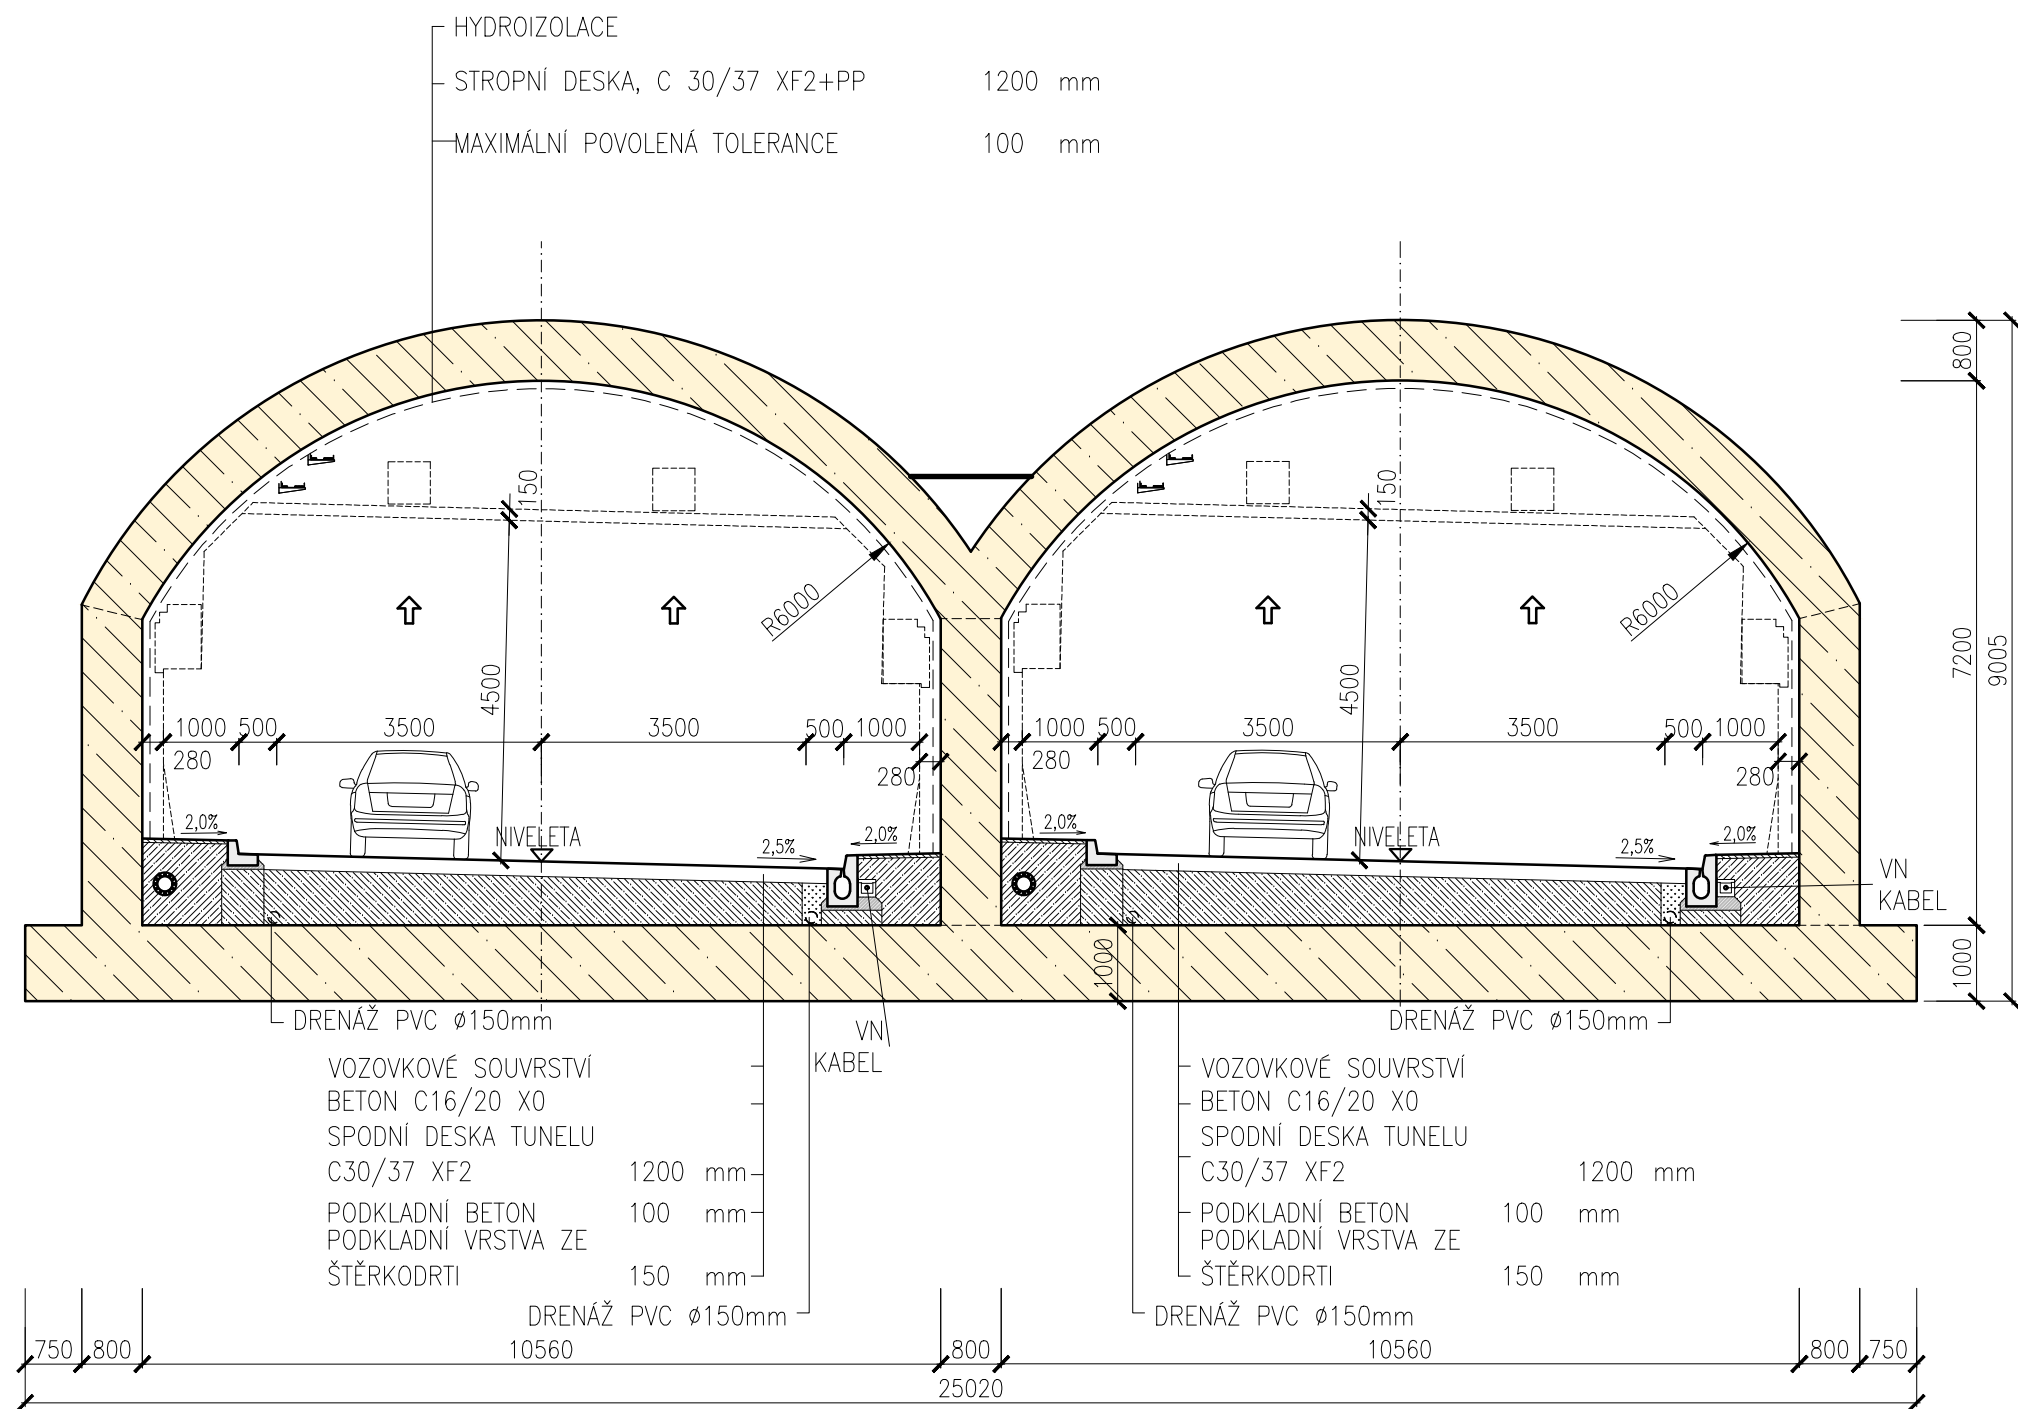 HYDROIZOLACE
STROPNÍ DESKA, C 30/37 XF2+PP 1200 mm
MAXIMÁLNÍ POVOLENÁ TOLERANCE 100 mm
800
150
150
R6000
R6000
7200
9005
4500
4500
1000 500 3500 3500 500 1000
1000 500 3500 3500 500 1000
280
280
280
280
2,0%
NIVELETA
2,5%
2,0%
2,0%
NIVELETA
2,5%
2,0%
VN
KABEL
1000
1000
DRENÁŽ PVC ø150mm
VN
KABEL
DRENÁŽ PVC ø150mm
VOZOVKOVÉ SOUVRSTVÍ
BETON C16/20 X0
SPODNÍ DESKA TUNELU
C30/37 XF2 1200 mm
PODKLADNÍ BETON 100 mm
PODKLADNÍ VRSTVA ZE
ŠTĚRKODRTI 150 mm
DRENÁŽ PVC ø150mm
VOZOVKOVÉ SOUVRSTVÍ
BETON C16/20 X0
SPODNÍ DESKA TUNELU
C30/37 XF2 1200 mm
PODKLADNÍ BETON 100 mm
PODKLADNÍ VRSTVA ZE
ŠTĚRKODRTI 150 mm
DRENÁŽ PVC ø150mm
750 800 10560 800 10560 800 750
25020